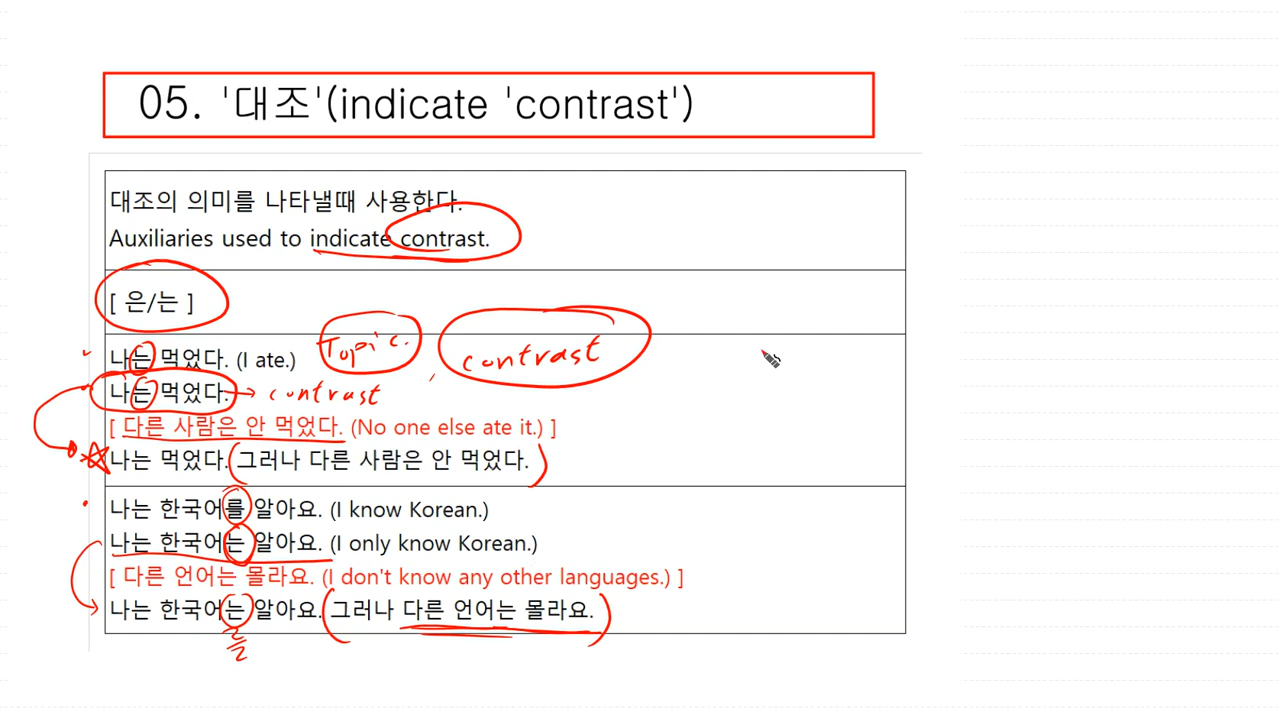 05. '대조'(indicate 'contrast')
대조의 의미를 나타낼때 사용한다.
Auxiliaries used to indicate contrast.
[ 은/는 ]
Topic. contrast
나는 먹었다. (I ate.)
나는 먹었다. contrast
[ 다른 사람은 안 먹었다. (No one else ate it.) ]
나는 먹었다. 그러나 다른 사람은 안 먹었다.
나는 한국어를 알아요. (I know Korean.)
나는 한국어는 알아요. (I only know Korean.)
[ 다른 언어는 몰라요. (I don't know any other languages.) ]
나는 한국어는 알아요. 그러나 다른 언어는 몰라요.